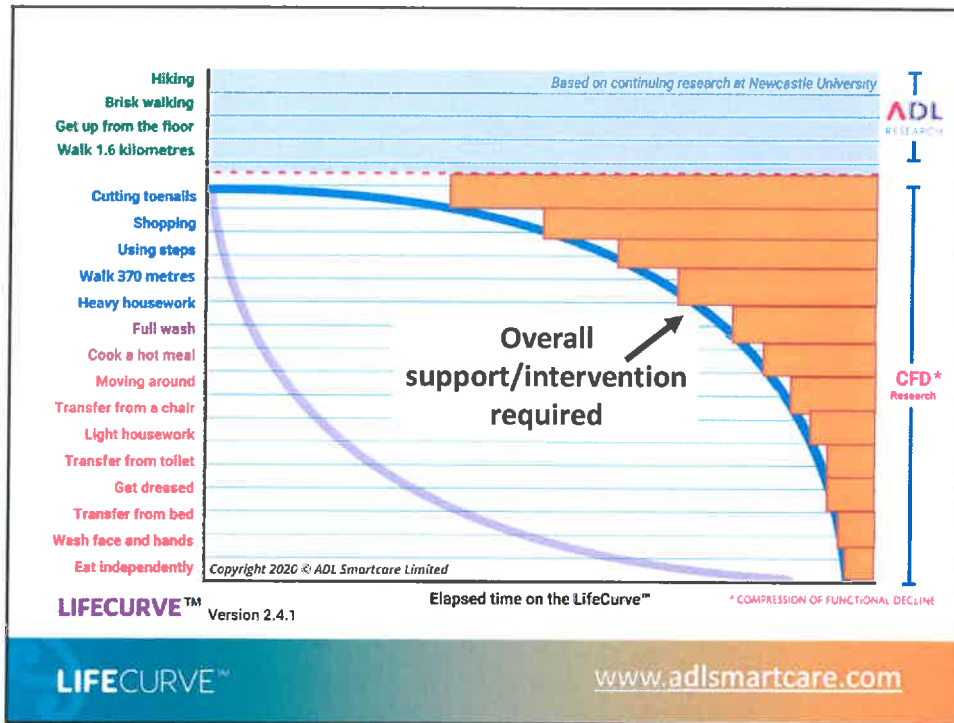 Hiking
Brisk walking
Get up from the floor
Walk 1.6 kilometres
Cutting toenails
Shopping
Using steps
Walk 370 metres
Heavy housework
Full wash
Cook a hot meal
Moving around
Transfer from a chair
Light housework
Transfer from toilet
Get dressed
Transfer from bed
Wash face and hands
Eat independently
Based on continuing research at Newcastle University
ADL
RESEARCH
Overall
support/intervention
required
CFD*
Research
Copyright 2020 © ADL Smartcare Limited
LIFECURVE™ Version 2.4.1
Elapsed time on the LifeCurve™
* COMPRESSION OF FUNCTIONAL DECLINE
LIFECURVE™
www.adlsmartcare.com